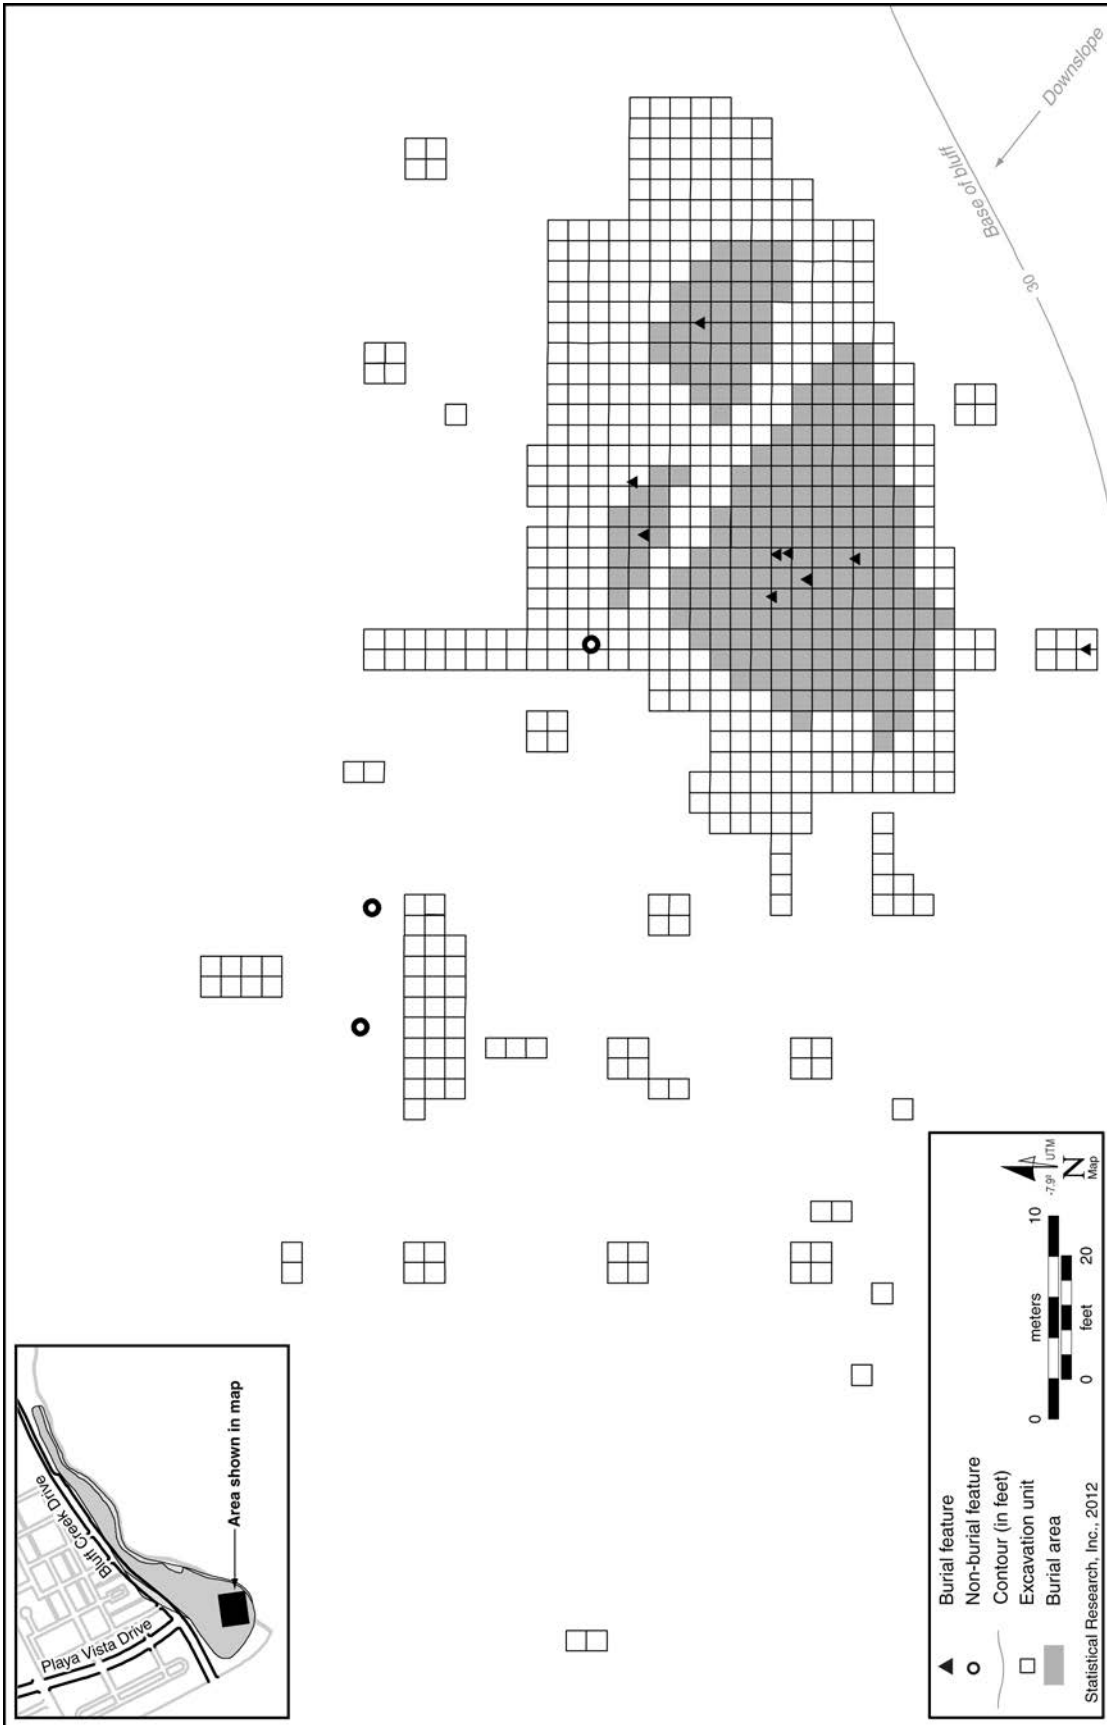 Downslope
Base of bluff
30
Bluff Creek Drive
Playa Vista Drive
Area shown in map
Burial feature
Non-burial feature
Contour (in feet)
Excavation unit
Burial area
0 meters 10
0 feet 20
-7.9º UTM
N
Map
Statistical Research, Inc., 2012